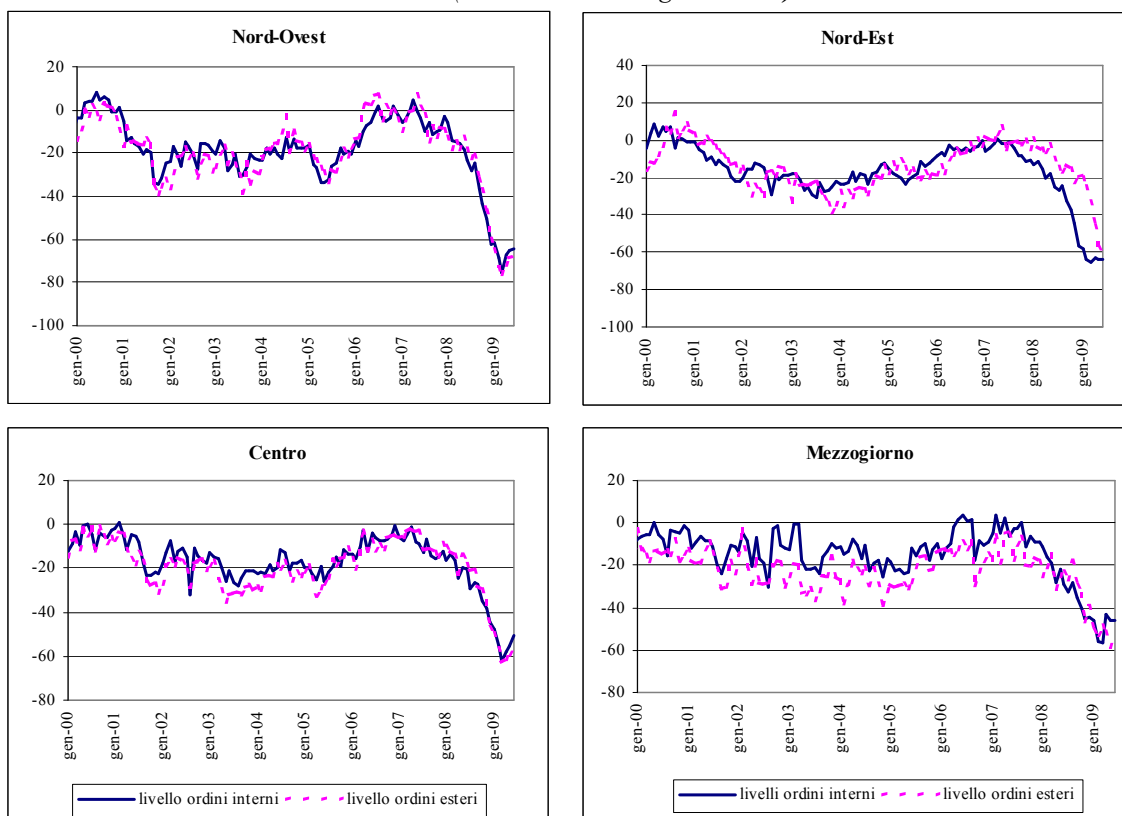 Nord-Ovest
20
0
-20
-40
-60
-80
-100
gen-00
gen-01
gen-02
gen-03
gen-04
gen-05
gen-06
gen-07
gen-08
gen-09
Nord-Est
40
20
0
-20
-40
-60
-80
-100
gen-00
gen-01
gen-02
gen-03
gen-04
gen-05
gen-06
gen-07
gen-08
gen-09
Centro
20
0
-20
-40
-60
-80
gen-00
gen-01
gen-02
gen-03
gen-04
gen-05
gen-06
gen-07
gen-08
gen-09
livello ordini interni
livello ordini esteri
Mezzogiorno
20
0
-20
-40
-60
-80
gen-00
gen-01
gen-02
gen-03
gen-04
gen-05
gen-06
gen-07
gen-08
gen-09
livelli ordini interni
livello ordini esteri